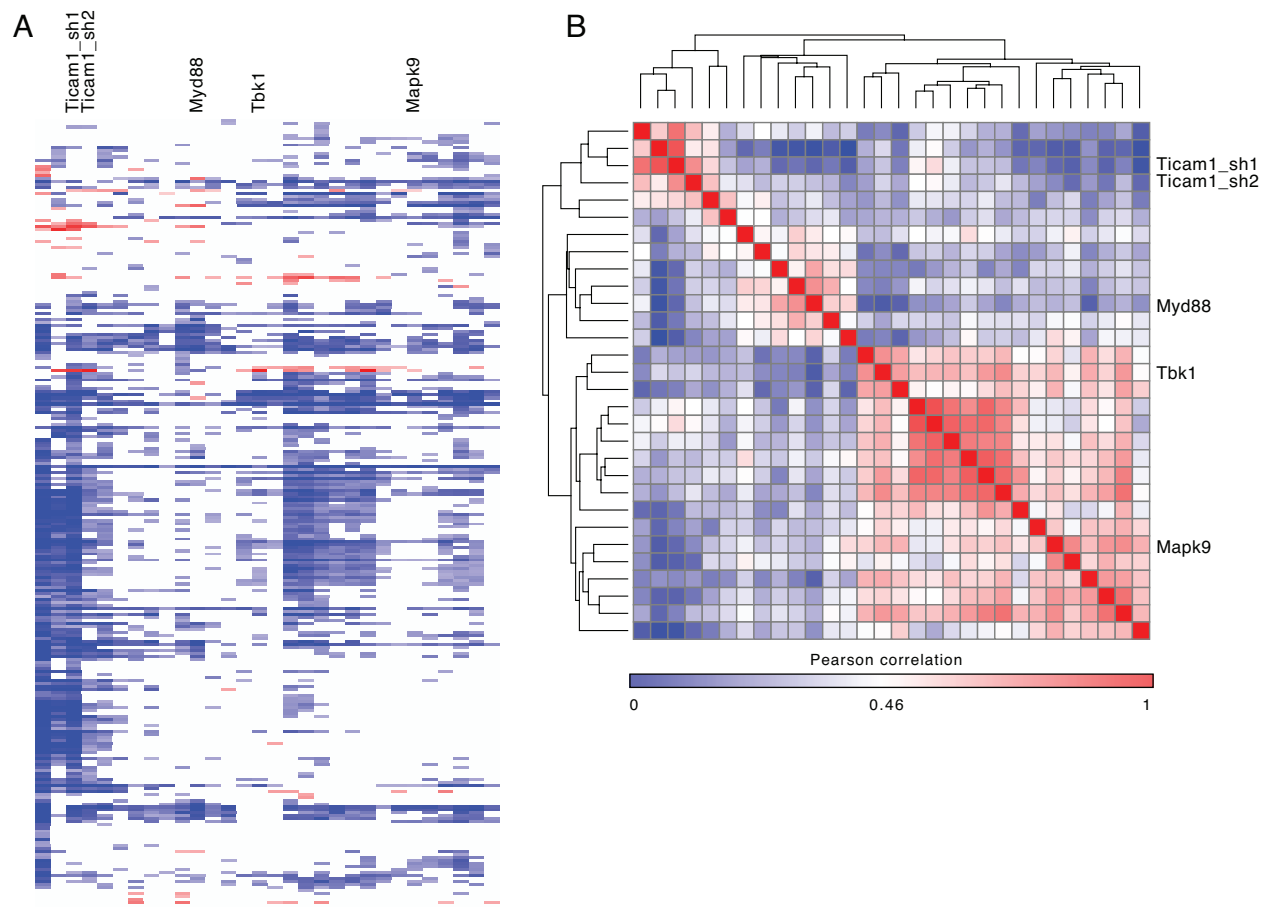 A
Ticam1_sh1
Ticam1_sh2
Myd88
Tbk1
Mapk9
B
Ticam1_sh1
Ticam1_sh2
Myd88
Tbk1
Mapk9
Pearson correlation
0 0.46 1